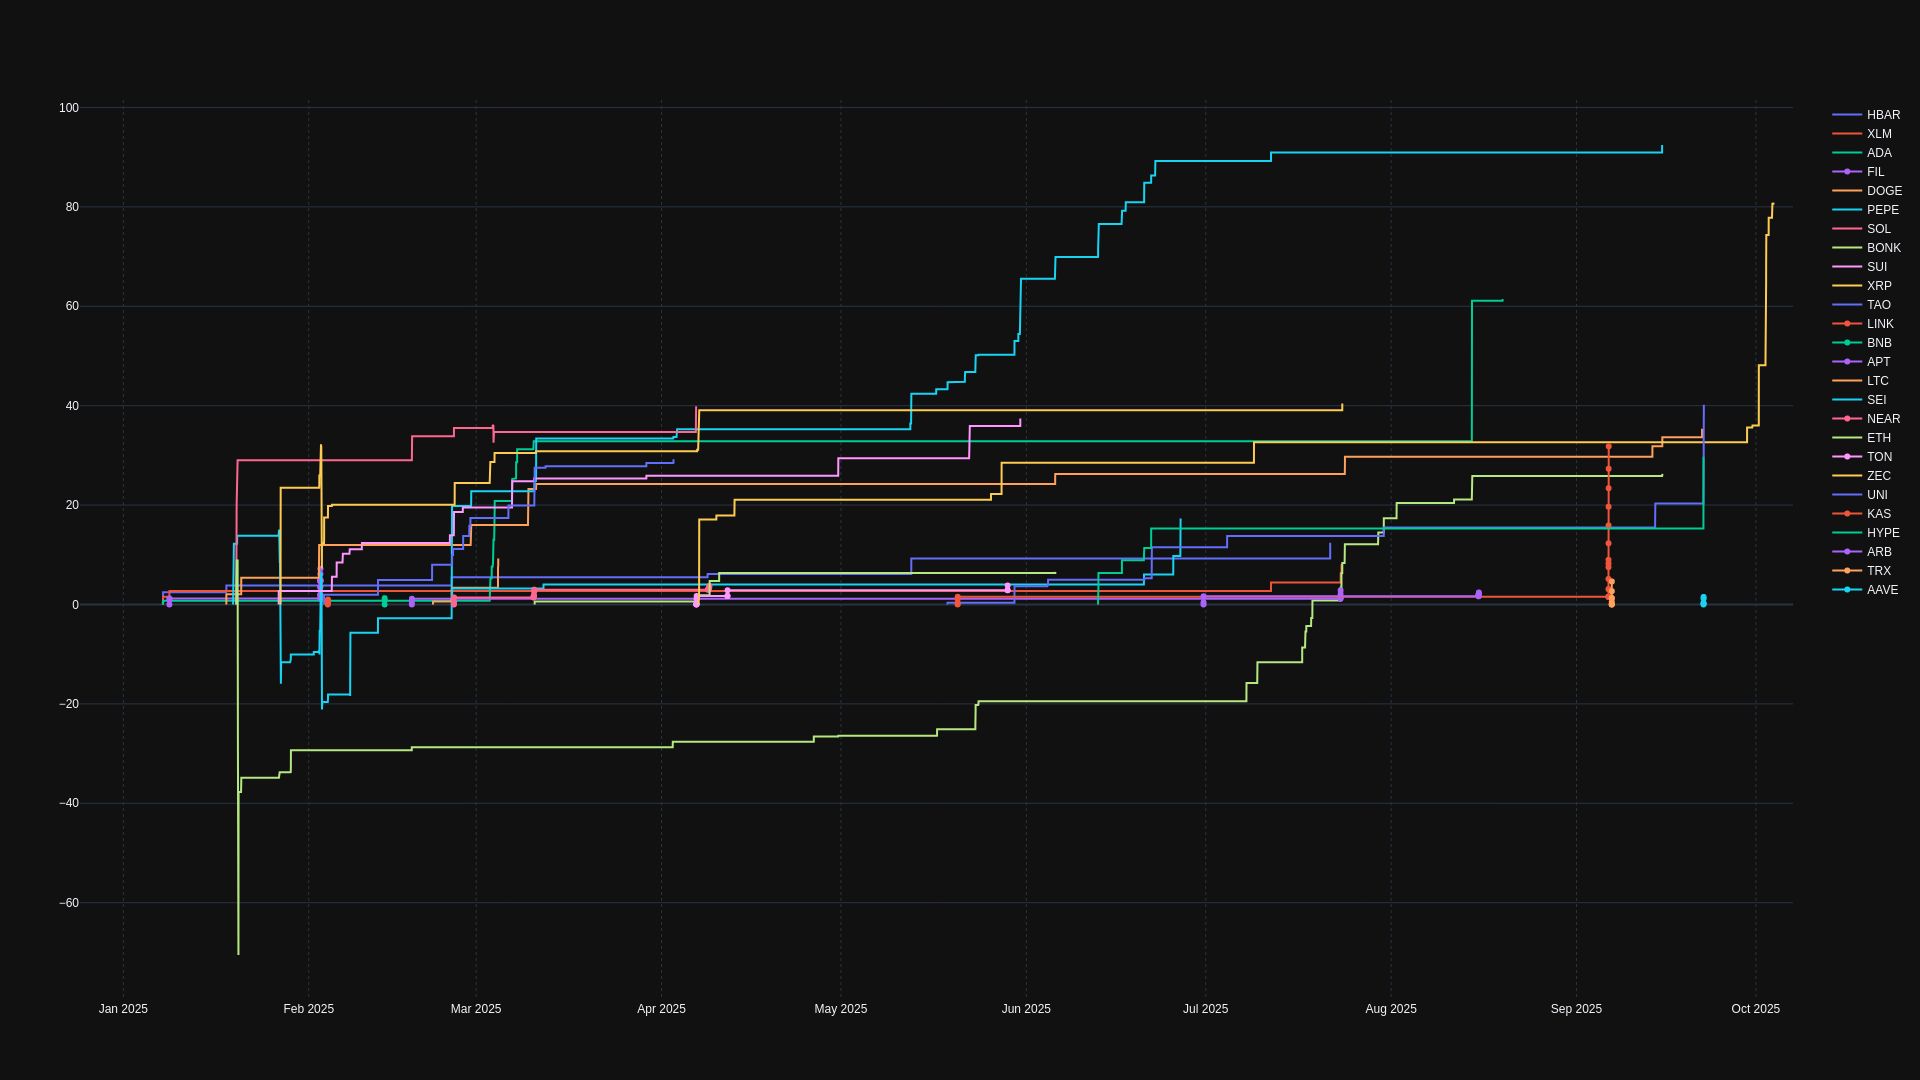 100
80
60
40
20
0
−20
−40
−60
Jan 2025
Feb 2025
Mar 2025
Apr 2025
May 2025
Jun 2025
Jul 2025
Aug 2025
Sep 2025
Oct 2025
HBAR
XLM
ADA
FIL
DOGE
PEPE
SOL
BONK
SUI
XRP
TAO
LINK
BNB
APT
LTC
SEI
NEAR
ETH
TON
ZEC
UNI
KAS
HYPE
ARB
TRX
AAVE